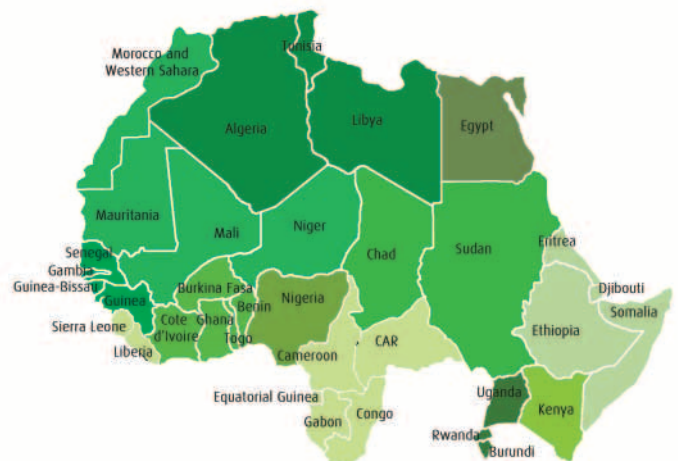 Tunisia
Morocco and
Western Sahara
Algeria
Libya
Egypt
Mauritania
Mali
Niger
Chad
Sudan
Eritrea
Senegal
Gambia
Guinea-Bissau
Guinea
Burkina Fasa
Benin
Nigeria
Djibouti
Somalia
Sierra Leone
Liberia
Cote
d'Ivoire
Ghana
Togo
Ethiopia
Cameroon
CAR
Equatorial Guinea
Gabon
Congo
Uganda
Kenya
Rwanda
Burundi